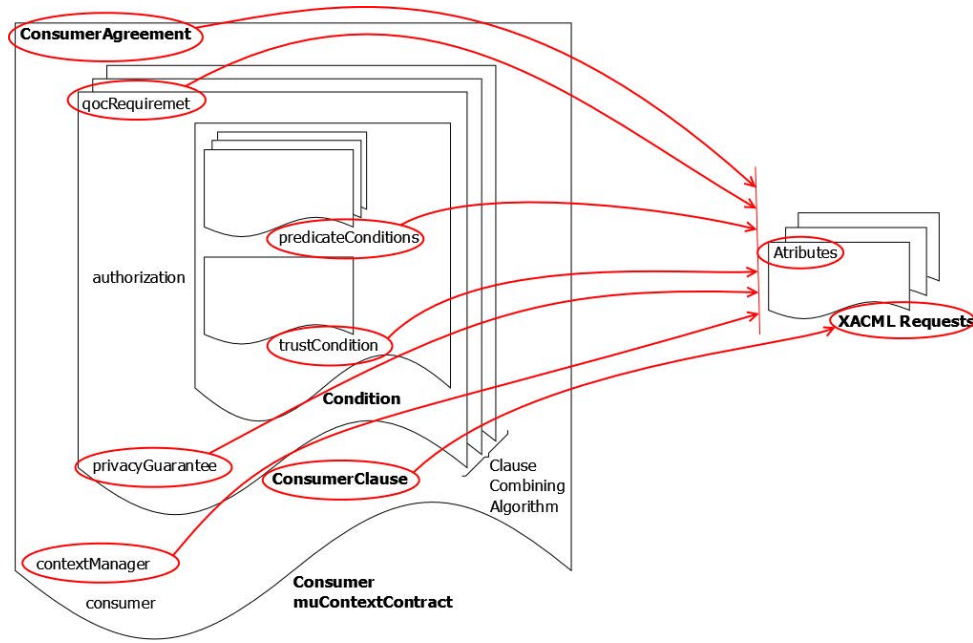 ConsumerAgreement
qocRequiremet
predicateConditions
authorization
Atributes
XACML Requests
trustCondition
Condition
privacyGuarantee
ConsumerClause
Clause
Combining
Algorithm
contextManager
consumer
Consumer
muContextContract